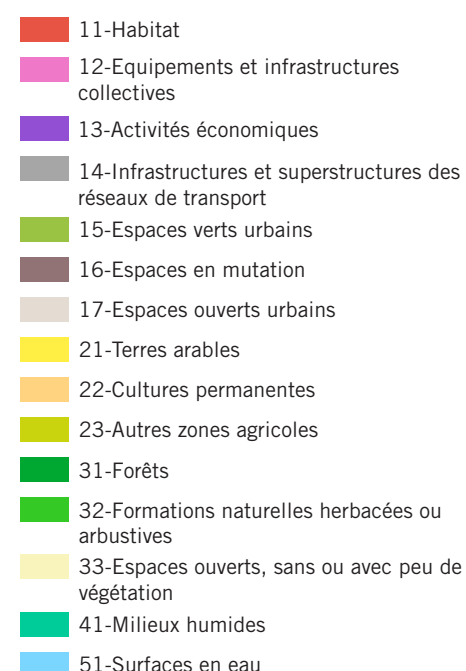 11-Habitat
12-Equipements et infrastructures
collectives
13-Activités économiques
14-Infrastructures et superstructures des
réseaux de transport
15-Espaces verts urbains
16-Espaces en mutation
17-Espaces ouverts urbains
21-Terres arables
22-Cultures permanentes
23-Autres zones agricoles
31-Forêts
32-Formations naturelles herbacées ou
arbustives
33-Espaces ouverts, sans ou avec peu de
végétation
41-Milieux humides
51-Surfaces en eau